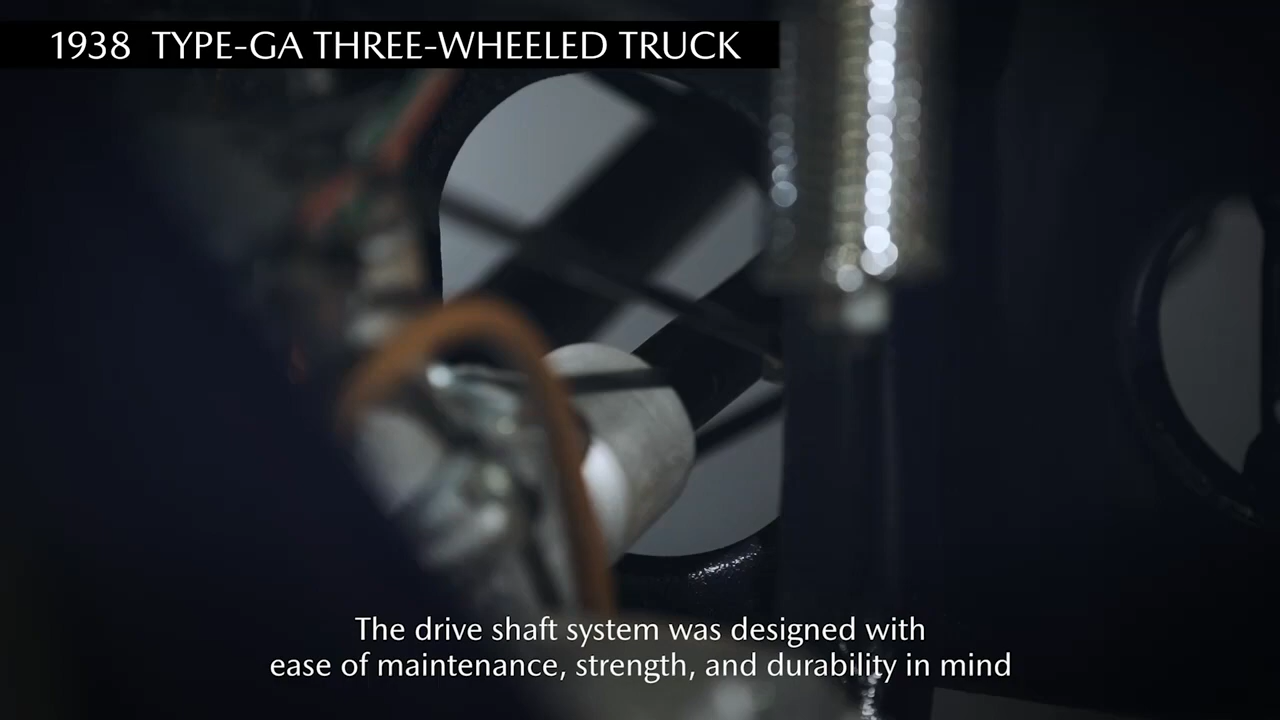 1938 TYPE-GA THREE-WHEELED TRUCK
The drive shaft system was designed with
ease of maintenance, strength, and durability in mind